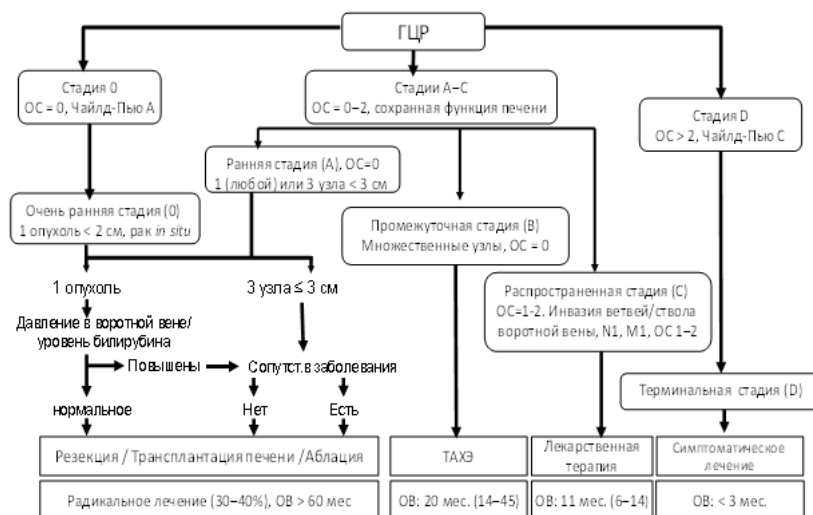 ГЦР
Стадия 0
ОС = 0, Чайлд-Пью А
Стадии А–С
ОС = 0–2, сохранная функция печени
Стадия D
ОС > 2, Чайлд-Пью С
Ранняя стадия (А), ОС=0
1 (любой) или 3 узла < 3 см
Очень ранняя стадия (0)
1 опухоль < 2 см, рак in situ
Промежуточная стадия (В)
Множественные узлы, ОС = 0
Распространенная стадия (С)
ОС=1-2. Инвазия ветвей/ствола
воротной вены, N1, M1, ОС 1–2
Терминальная стадия (D)
1 опухоль
3 узла ≤ 3 см
Давление в воротной вене/
уровень билирубина
Повышены
Сопутст.в заболевания
нормальное
Нет
Есть
Резекция / Трансплантация печени /Аблация
ТАХЭ
Лекарственная
терапия
Симптоматическое
лечение
Радикальное лечение (30–40%), ОВ > 60 мес
ОВ: 20 мес. (14–45)
ОВ: 11 мес. (6–14)
ОВ: < 3 мес.